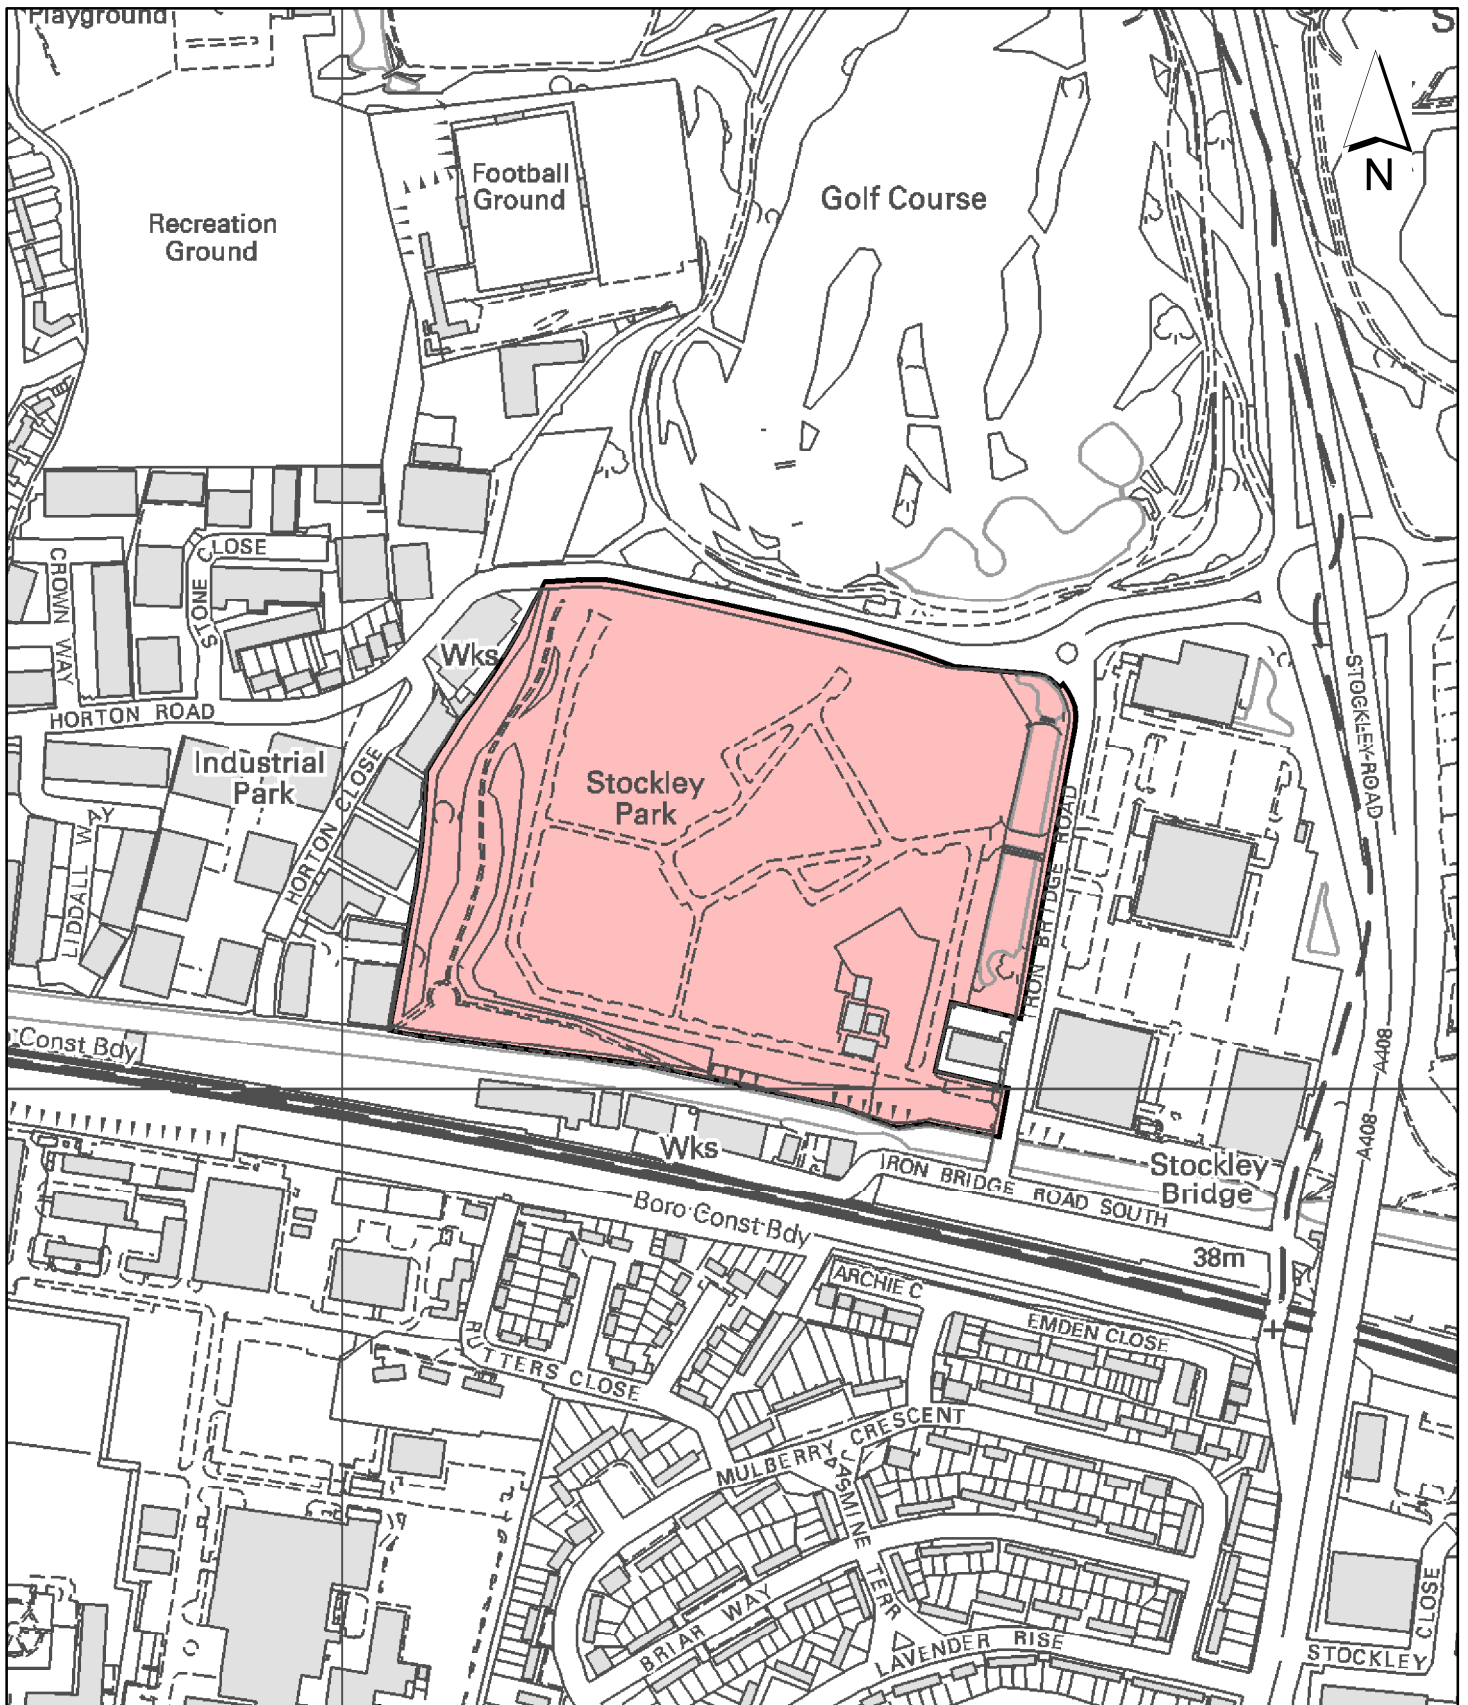 Playground
S
N
Football
Ground
Golf Course
Recreation
Ground
CLOSE
STONE
CROWN WAY
Wks
HORTON ROAD
STOCKLEY ROAD
Industrial
Park
HORTON CLOSE
Stockley
Park
LIDDALL WAY
IRON BRIDGE ROAD
Const Bdy
A408
A408
Wks
IRON BRIDGE ROAD SOUTH
Stockley
Bridge
Boro Const Bdy
38m
ARCHIE C
EMDEN CLOSE
RUTTERS CLOSE
MULBERRY CRESCENT
JASMINE TERR
BRIAR WAY
LAVENDER RISE
STOCKLEY
CLOSE